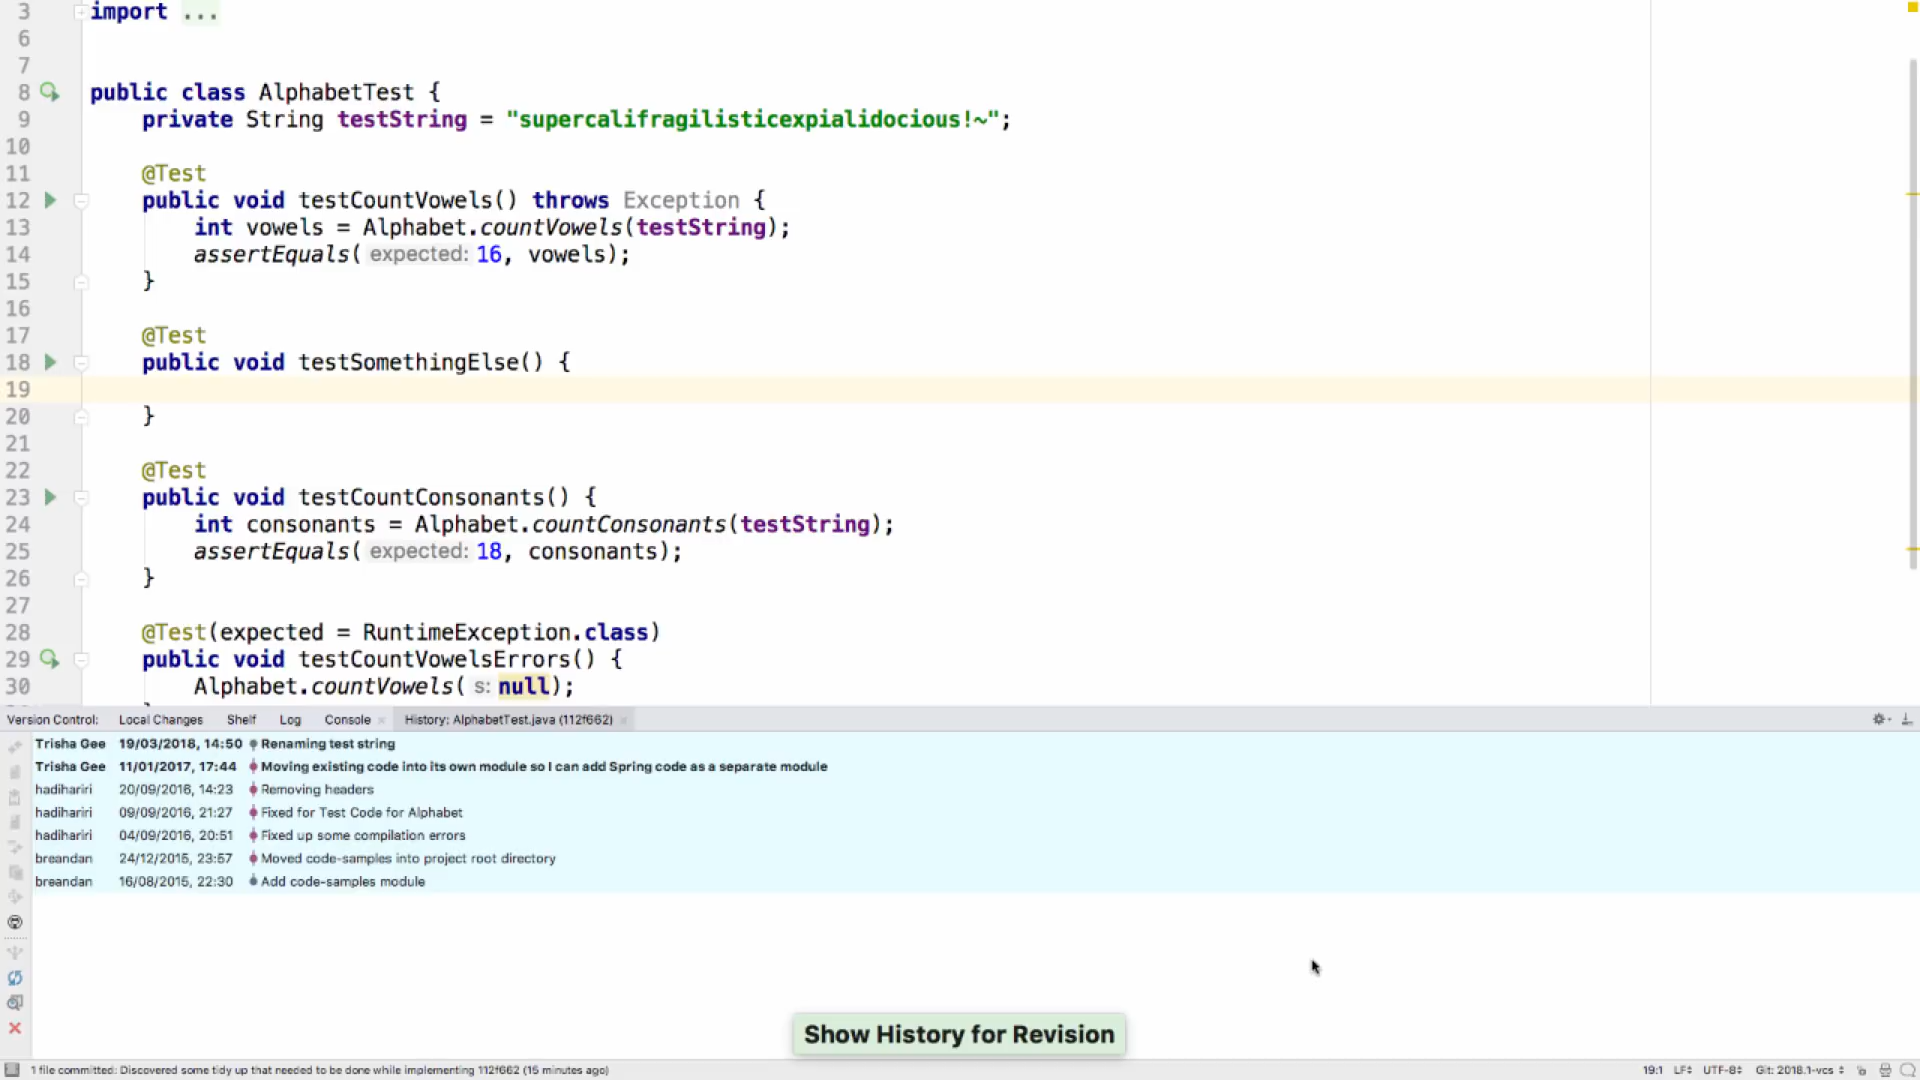 3 import ...
6
7
8 public class AlphabetTest {
9 private String testString = "supercalifragilisticexpialidocious!~";
10
11 @Test
12 public void testCountVowels() throws Exception {
13 int vowels = Alphabet.countVowels(testString);
14 assertEquals( expected: 16, vowels);
15 }
16
17 @Test
18 public void testSomethingElse() {
19
20 }
21
22 @Test
23 public void testCountConsonants() {
24 int consonants = Alphabet.countConsonants(testString);
25 assertEquals( expected: 18, consonants);
26 }
27
28 @Test(expected = RuntimeException.class)
29 public void testCountVowelsErrors() {
30 Alphabet.countVowels( s: null);
Version Control: Local Changes Shelf Log Console × History: AlphabetTest.java (112f662) ×
Trisha Gee 19/03/2018, 14:50 Renaming test string
Trisha Gee 11/01/2017, 17:44 Moving existing code into its own module so I can add Spring code as a separate module
hadihariri 20/09/2016, 14:23 Removing headers
hadihariri 09/09/2016, 21:27 Fixed for Test Code for Alphabet
hadihariri 04/09/2016, 20:51 Fixed up some compilation errors
breandan 24/12/2015, 23:57 Moved code-samples into project root directory
breandan 16/08/2015, 22:30 Add code-samples module
Show History for Revision
1 file committed: Discovered some tidy up that needed to be done while implementing 112f662 (15 minutes ago) 19:1 LF UTF-8 Git: 2018.1-vcs